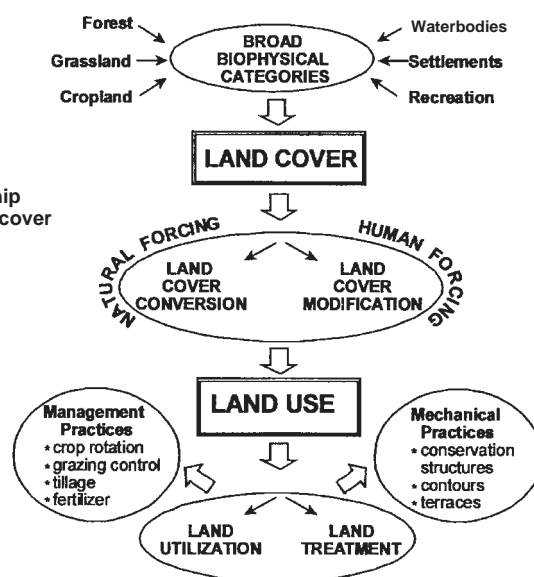 Forest
Grassland
Cropland
BROAD
BIOPHYSICAL
CATEGORIES
Waterbodies
Settlements
Recreation
LAND COVER
hip
cover
NATURAL FORCING
HUMAN FORCING
LAND
COVER
CONVERSION
LAND
COVER
MODIFICATION
LAND USE
Management
Practices
* crop rotation
* grazing control
* tillage
* fertilizer
Mechanical
Practices
* conservation
structures
* contours
* terraces
LAND
UTILIZATION
LAND
TREATMENT